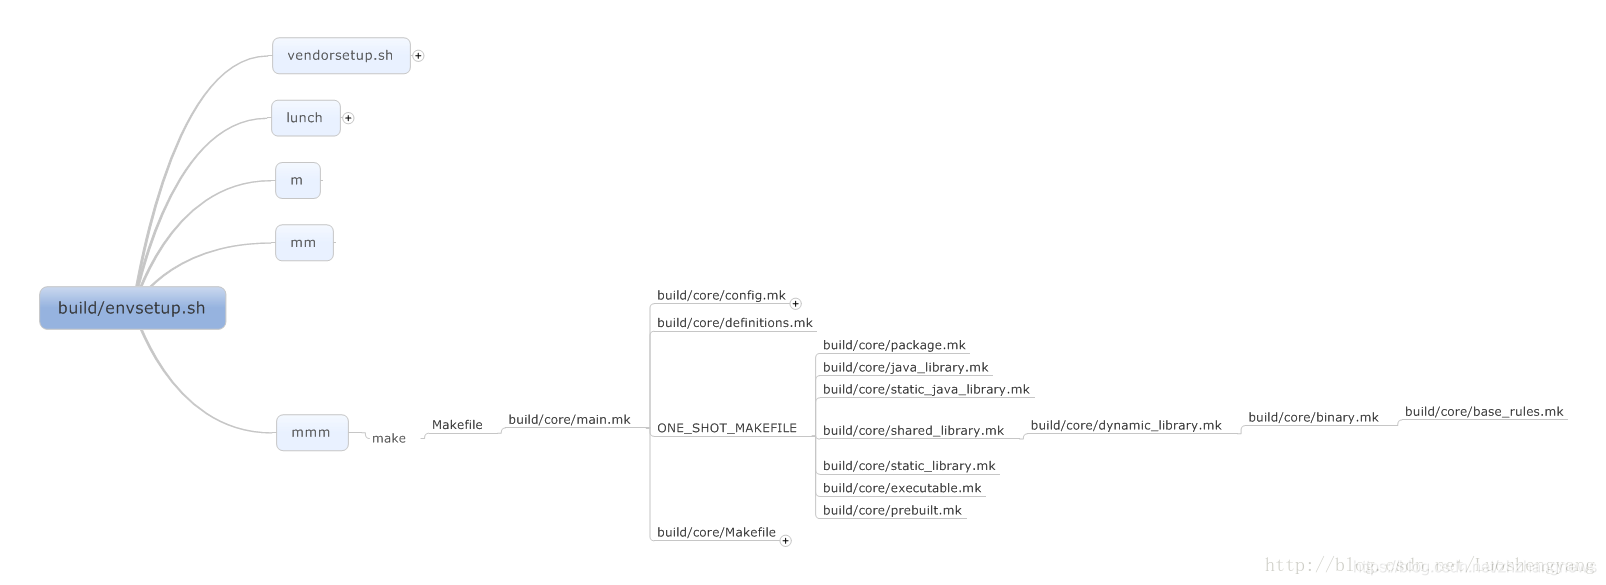 vendorsetup.sh
lunch
m
mm
build/envsetup.sh
mmm
make
Makefile
build/core/main.mk
build/core/config.mk
build/core/definitions.mk
ONE_SHOT_MAKEFILE
build/core/package.mk
build/core/java_library.mk
build/core/static_java_library.mk
build/core/shared_library.mk
build/core/dynamic_library.mk
build/core/binary.mk
build/core/base_rules.mk
build/core/static_library.mk
build/core/executable.mk
build/core/prebuilt.mk
build/core/Makefile
http://blog.csdn.net/Luoshengyang